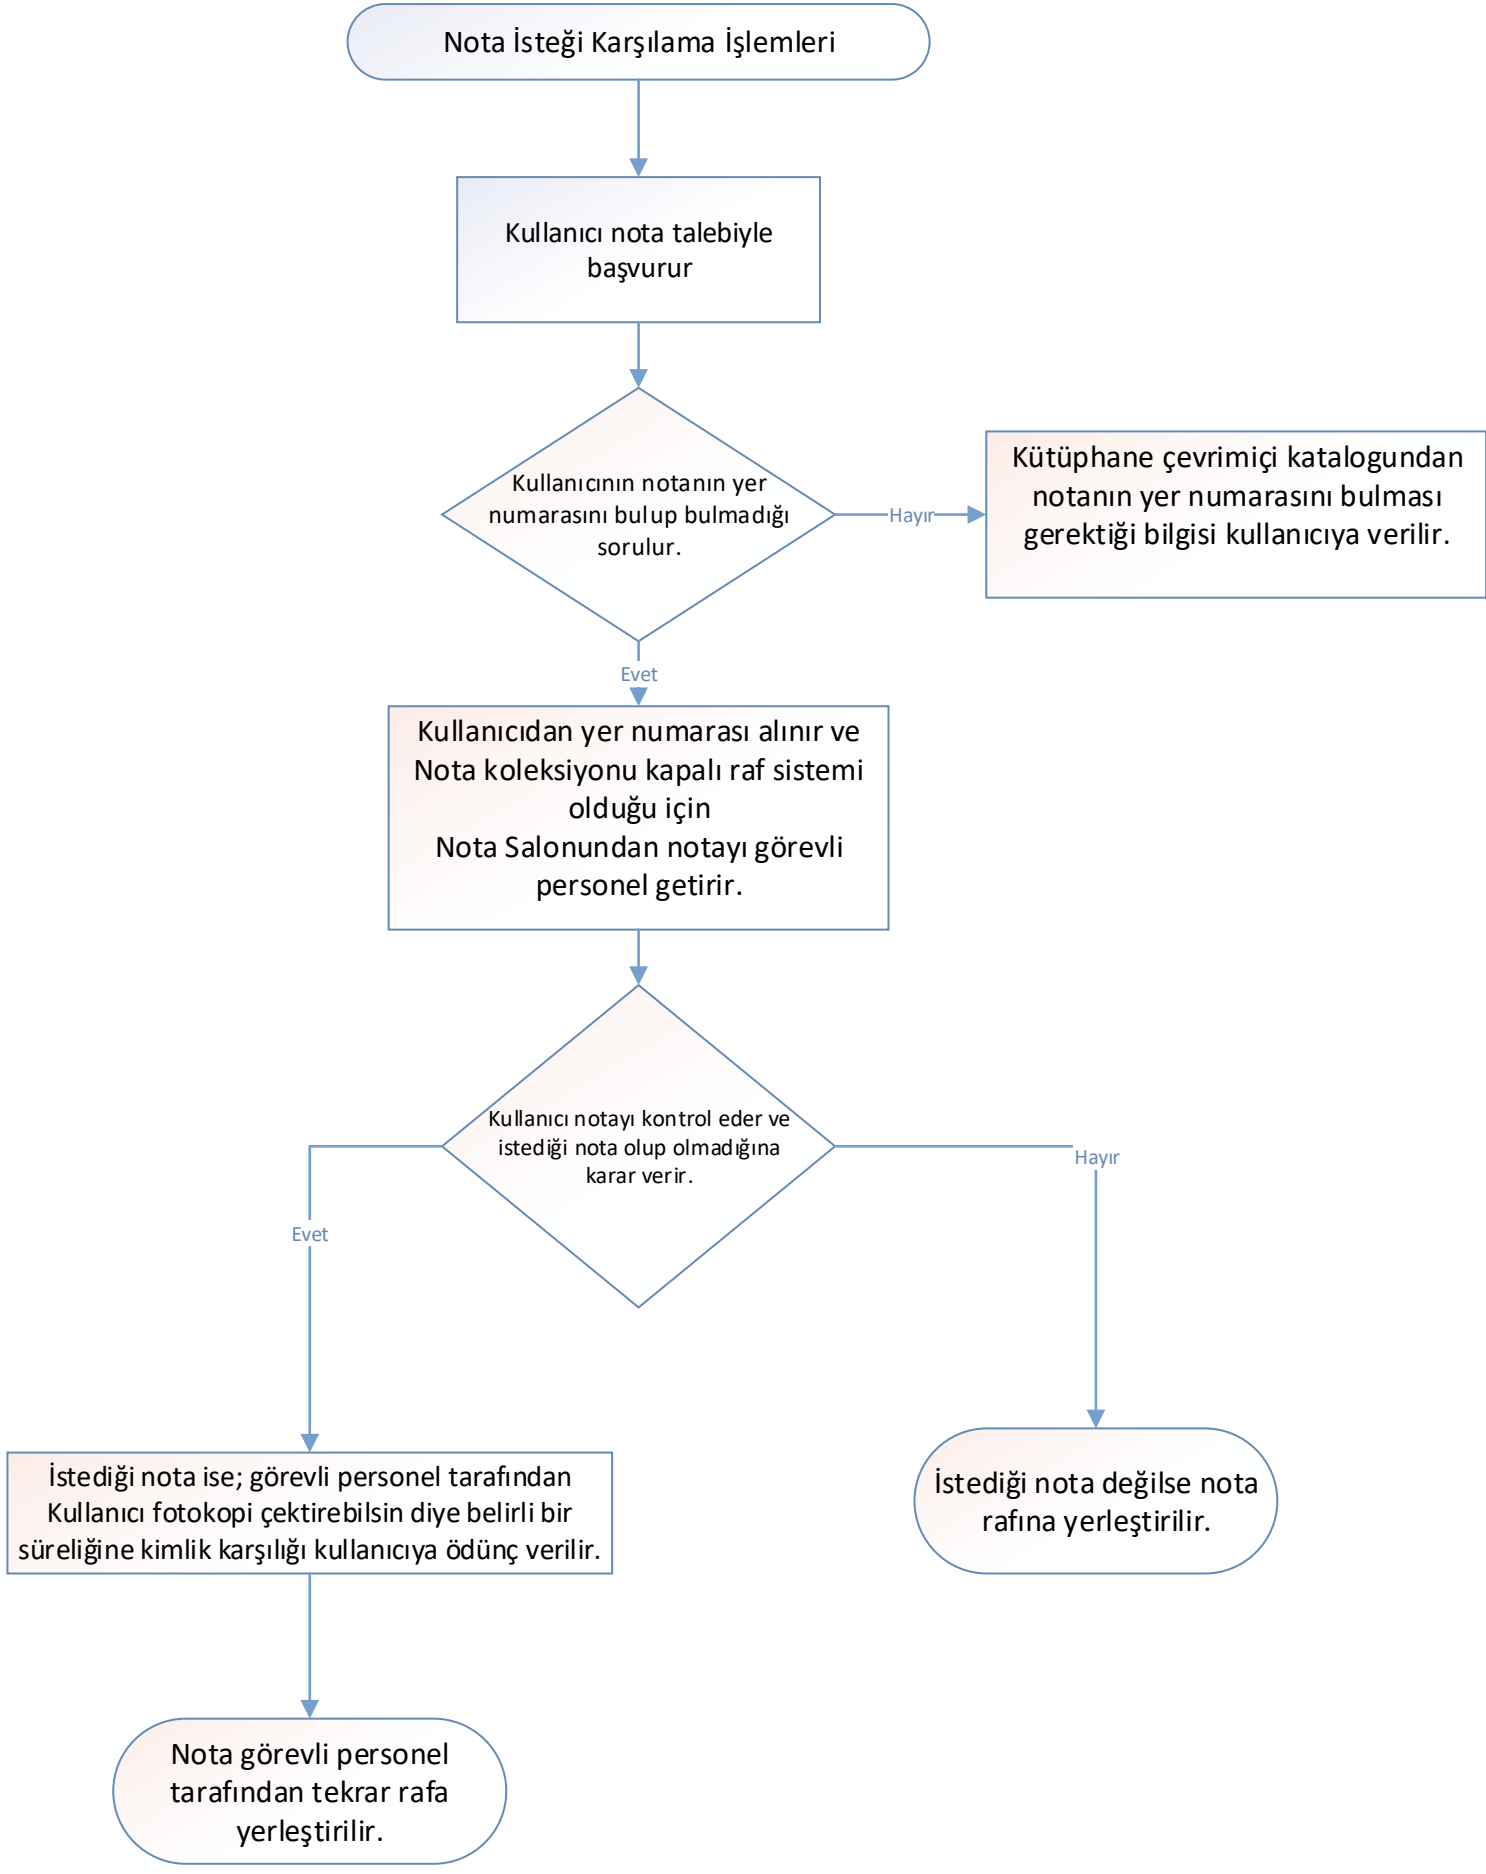 Nota İsteği Karşılama İşlemleri
Kullanıcı nota talebiyle
başvurur
Kullanıcının notanın yer
numarasını bulup bulmadığı
sorulur.
Hayır
Kütüphane çevrimiçi katalogundan
notanın yer numarasını bulması
gerektiği bilgisi kullanıcıya verilir.
Evet
Kullanıcıdan yer numarası alınır ve
Nota koleksiyonu kapalı raf sistemi
olduğu için
Nota Salonundan notayı görevli
personel getirir.
Kullanıcı notayı kontrol eder ve
istediği nota olup olmadığına
karar verir.
Hayır
Evet
İstediği nota ise; görevli personel tarafından
Kullanıcı fotokopi çektirebilsin diye belirli bir
süreliğine kimlik karşılığı kullanıcıya ödünç verilir.
İstediği nota değilse nota
rafına yerleştirilir.
Nota görevli personel
tarafından tekrar rafa
yerleştirilir.